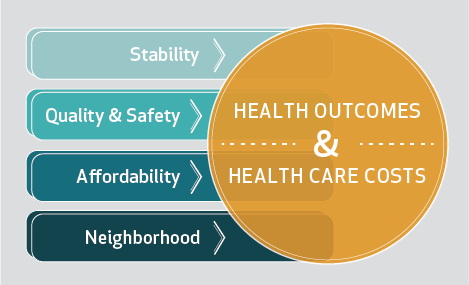 Stability
Quality & Safety
Affordability
Neighborhood
HEALTH OUTCOMES
&
HEALTH CARE COSTS